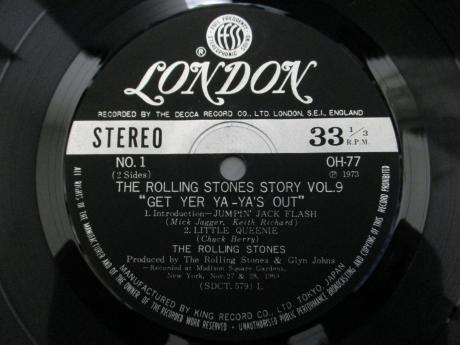 FULL FREQUENCY
ffss
STEREOPHONIC SOUND
®
LONDON
RECORDED BY THE DECCA RECORD CO., LTD. LONDON, S.E.I., ENGLAND
STEREO
33 1/3
R.P.M.
NO. 1
OH-77
(2 Sides)
Ⓟ 1973
THE ROLLING STONES STORY VOL. 9
"GET YER YA-YA'S OUT"
1. Introduction—JUMPIN' JACK FLASH
(Mick Jagger, Keith Richard)
2. LITTLE QUEENIE
(Chuck Berry)
THE ROLLING STONES
Produced by The Rolling Stones & Glyn Johns
—Recorded at Madison Square Gardens,
New York, Nov. 27 & 28, 1969
(SDCT. 579) L
MANUFACTURED BY KING RECORD CO., LTD. TOKYO, JAPAN
ALL RIGHTS OF THE MANUFACTURER AND OF THE OWNER OF THE RECORDED WORK RESERVED - UNAUTHORISED PUBLIC PERFORMANCE BROADCASTING AND COPYING OF THIS RECORD PROHIBITED